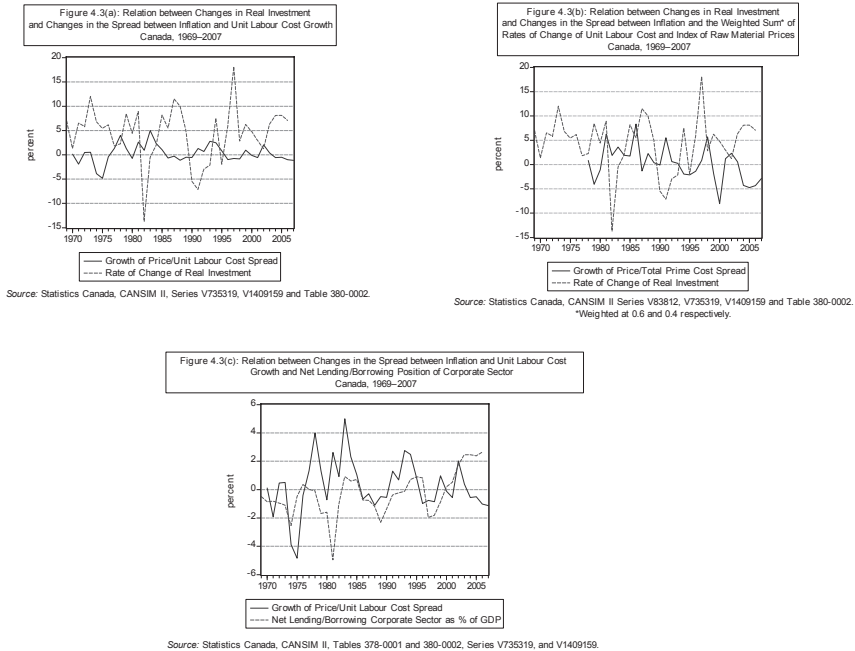 Figure 4.3(a): Relation between Changes in Real Investment
and Changes in the Spread between Inflation and Unit Labour Cost Growth
Canada, 1969–2007
20
15
10
5
0
-5
-10
-15
percent
1970 1975 1980 1985 1990 1995 2000 2005
Growth of Price/Unit Labour Cost Spread
Rate of Change of Real Investment
Source: Statistics Canada, CANSIM II, Series V735319, V1409159 and Table 380-0002.
Figure 4.3(b): Relation between Changes in Real Investment
and Changes in the Spread between Inflation and the Weighted Sum* of
Rates of Change of Unit Labour Cost and Index of Raw Material Prices
Canada, 1969–2007
20
15
10
5
0
-5
-10
-15
percent
1970 1975 1980 1985 1990 1995 2000 2005
Growth of Price/Total Prime Cost Spread
Rate of Change of Real Investment
Source: Statistics Canada, CANSIM II Series V83812, V735319, V1409159 and Table 380-0002.
*Weighted at 0.6 and 0.4 respectively.
Figure 4.3(c): Relation between Changes in the Spread between Inflation and Unit Labour Cost
Growth and Net Lending/Borrowing Position of Corporate Sector
Canada, 1969–2007
6
4
2
0
-2
-4
-6
percent
1970 1975 1980 1985 1990 1995 2000 2005
Growth of Price/Unit Labour Cost Spread
Net Lending/Borrowing Corporate Sector as % of GDP
Source: Statistics Canada, CANSIM II, Tables 378-0001 and 380-0002, Series V735319, and V1409159.